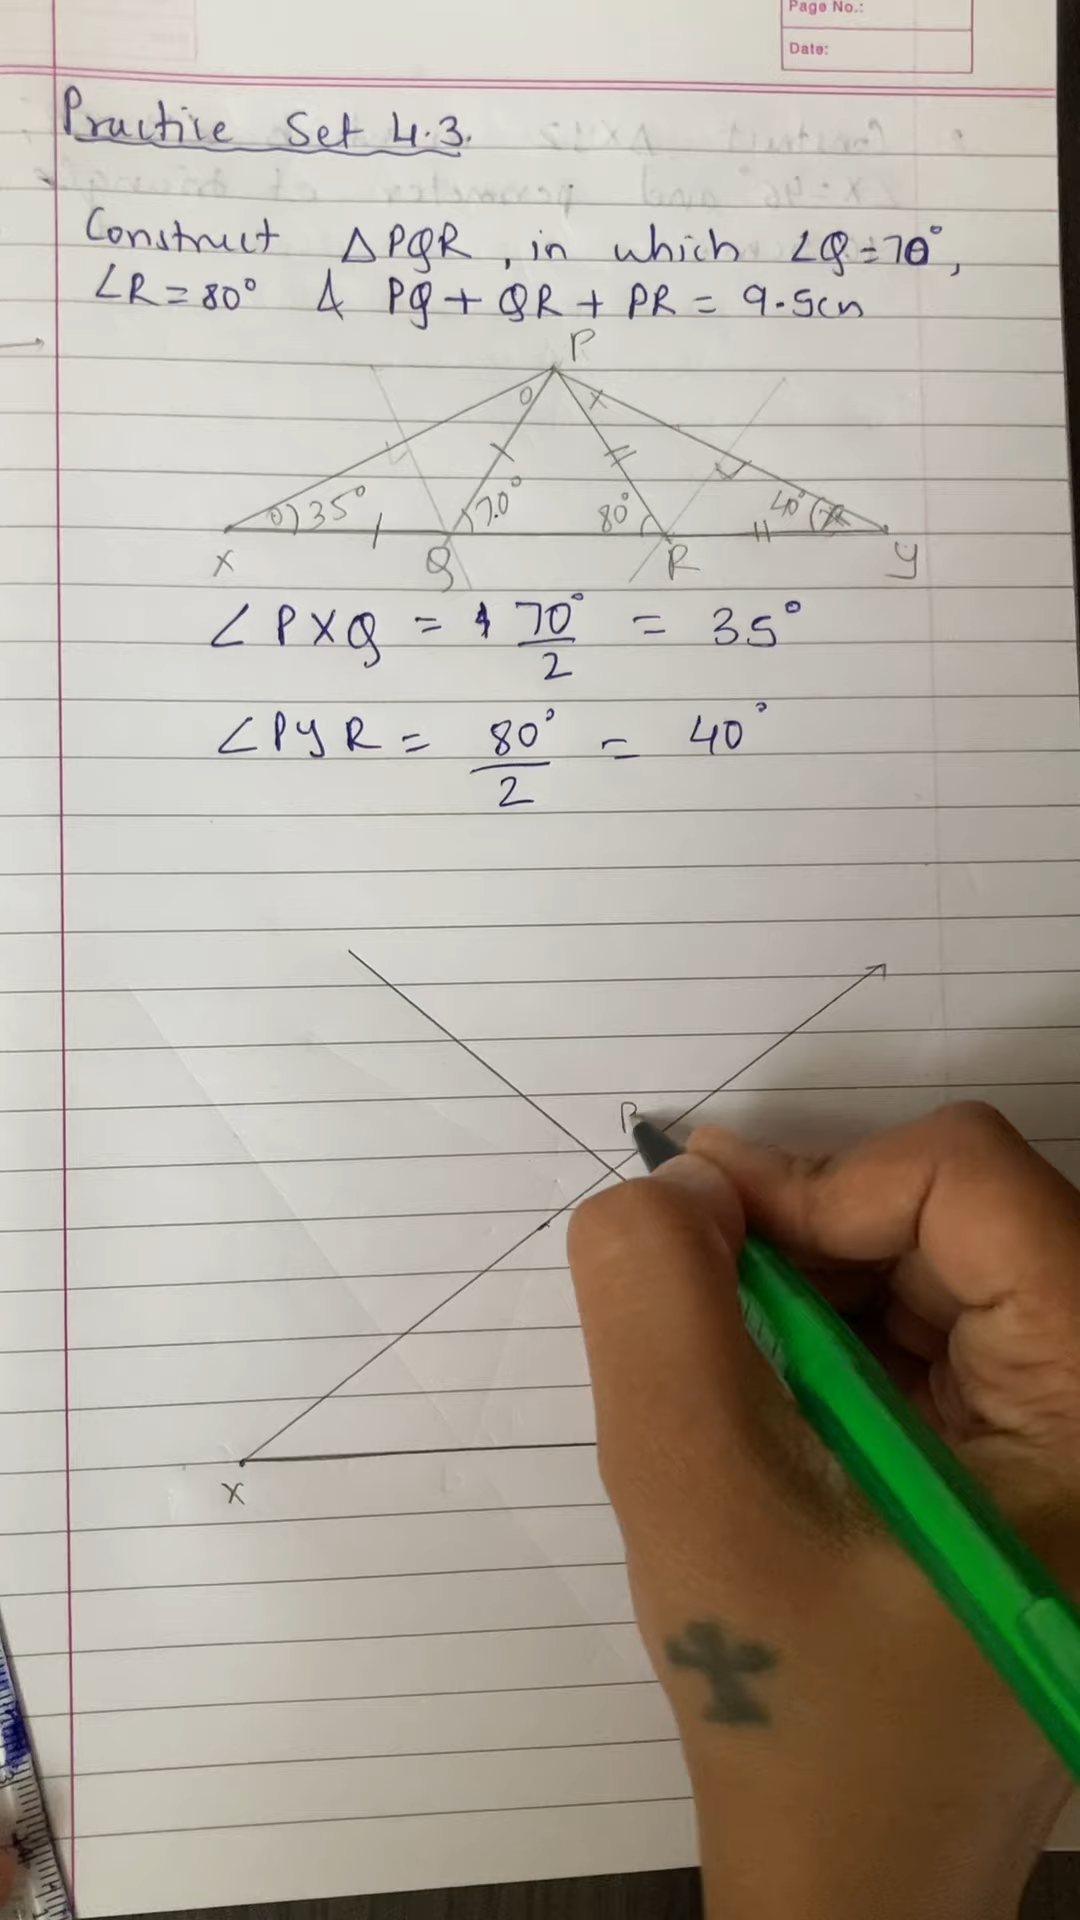 Page No.:
Date:
Practice Set 4.3.
Construct △PQR, in which ∠Q=70°,
∠R=80° & PQ+QR+PR=9.5cm
P
o x
35° 70° 80° 40° x
X Q R Y
∠PXQ = 70°/2 = 35°
∠PYR = 80°/2 = 40°
P
X